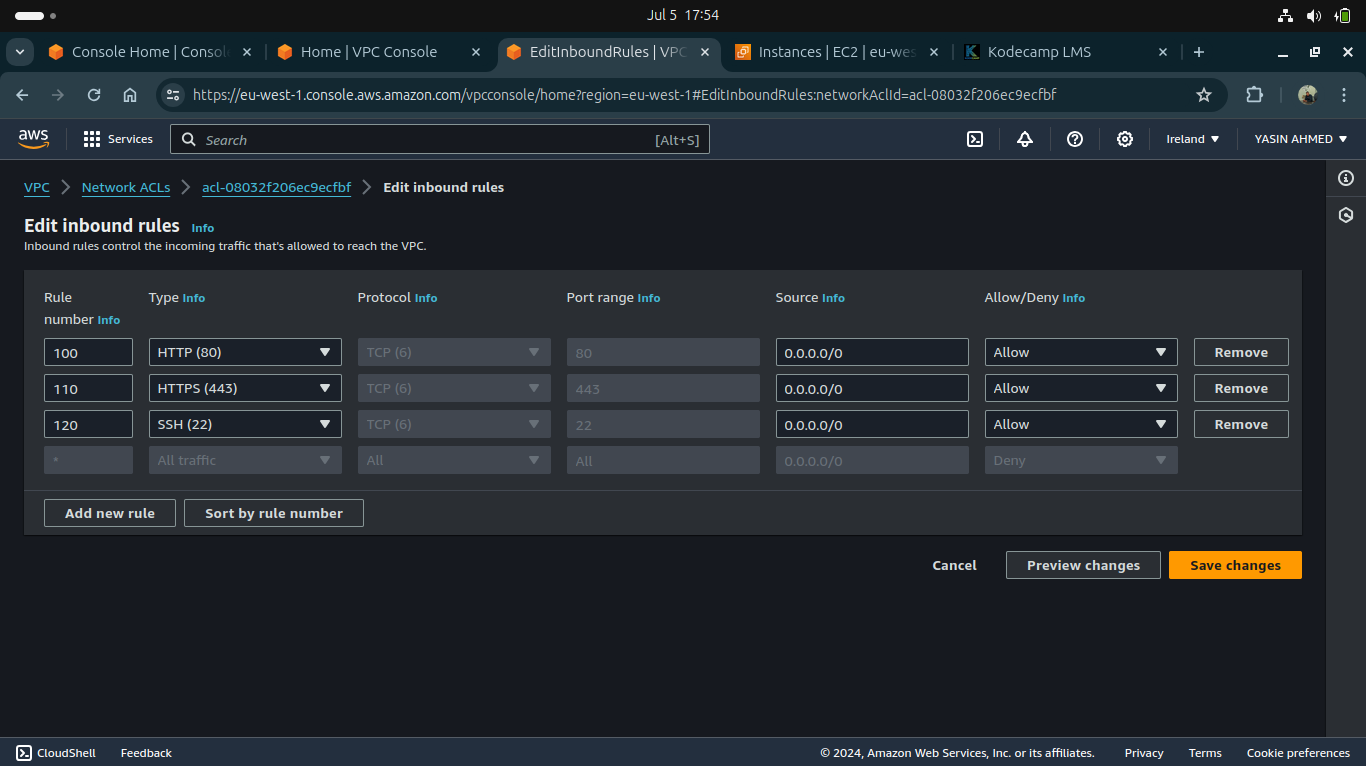 Jul 5 17:54
Console Home | Consol
Home | VPC Console
EditInboundRules | VPC
Instances | EC2 | eu-wes
Kodecamp LMS
https://eu-west-1.console.aws.amazon.com/vpcconsole/home?region=eu-west-1#EditInboundRules:networkAclId=acl-08032f206ec9ecfbf
aws
Services
Search
[Alt+S]
Ireland
YASIN AHMED
VPC
Network ACLs
acl-08032f206ec9ecfbf
Edit inbound rules
Edit inbound rules Info
Inbound rules control the incoming traffic that's allowed to reach the VPC.
Rule number Info
Type Info
Protocol Info
Port range Info
Source Info
Allow/Deny Info
100 HTTP (80) TCP (6) 80 0.0.0.0/0 Allow Remove
110 HTTPS (443) TCP (6) 443 0.0.0.0/0 Allow Remove
120 SSH (22) TCP (6) 22 0.0.0.0/0 Allow Remove
* All traffic All All 0.0.0.0/0 Deny
Add new rule
Sort by rule number
Cancel
Preview changes
Save changes
CloudShell
Feedback
© 2024, Amazon Web Services, Inc. or its affiliates.
Privacy
Terms
Cookie preferences